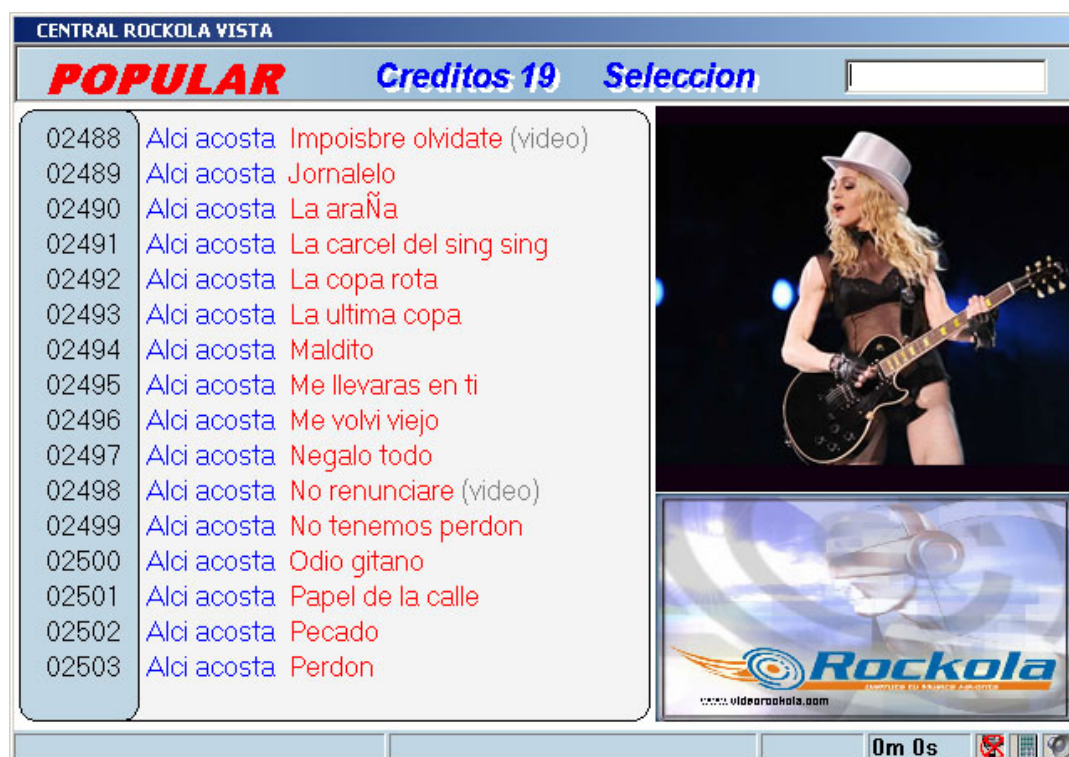 CENTRAL ROCKOLA VISTA
POPULAR Creditos 19 Seleccion
02488 Alci acosta Impoisbre olvidate (video)
02489 Alci acosta Jornalelo
02490 Alci acosta La araÑa
02491 Alci acosta La carcel del sing sing
02492 Alci acosta La copa rota
02493 Alci acosta La ultima copa
02494 Alci acosta Maldito
02495 Alci acosta Me llevaras en ti
02496 Alci acosta Me volvi viejo
02497 Alci acosta Negalo todo
02498 Alci acosta No renunciare (video)
02499 Alci acosta No tenemos perdon
02500 Alci acosta Odio gitano
02501 Alci acosta Papel de la calle
02502 Alci acosta Pecado
02503 Alci acosta Perdon
Rockola
www.videorockola.com
0m 0s